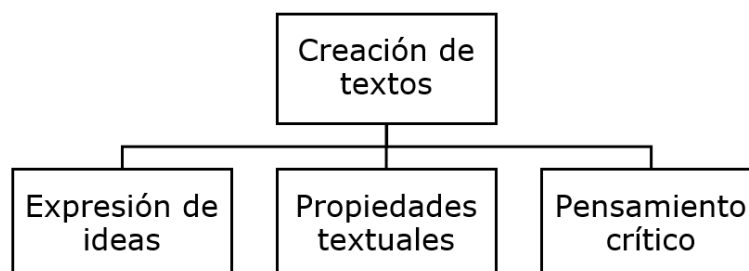 Creación de
textos
Expresión de
ideas
Propiedades
textuales
Pensamiento
crítico